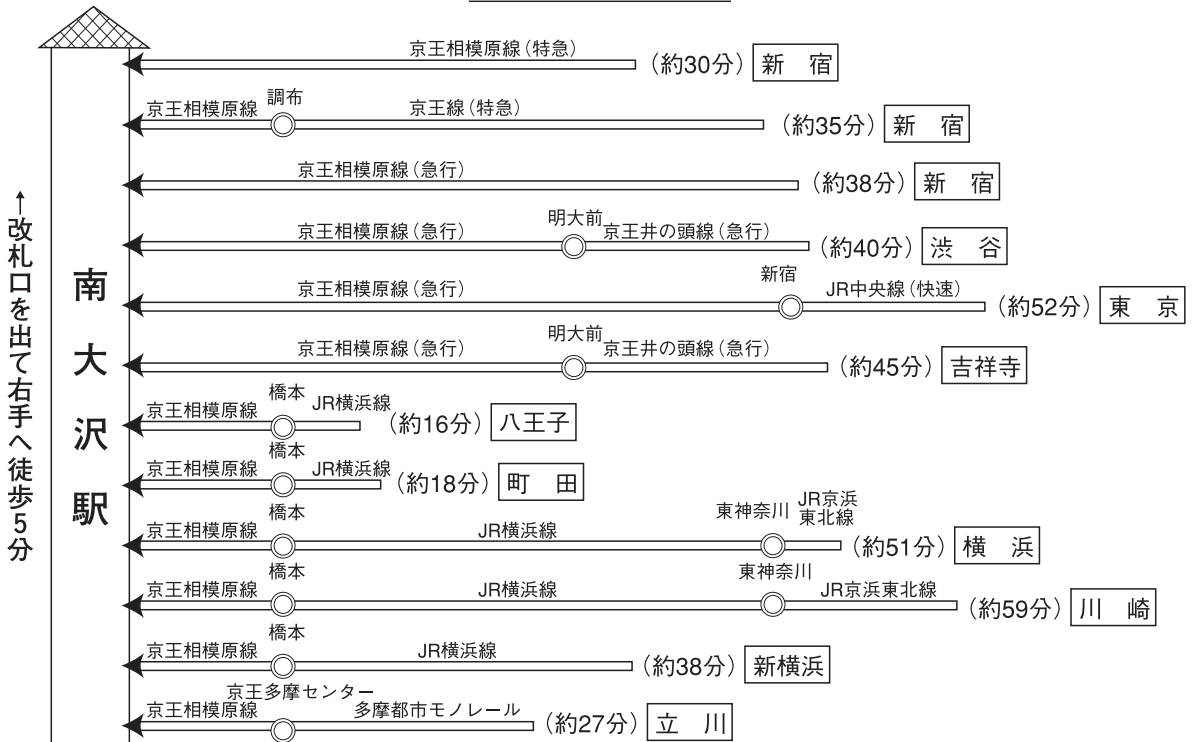 京王相模原線(特急)
(約30分)
新 宿
調布
京王相模原線
京王線(特急)
(約35分)
新 宿
京王相模原線(急行)
(約38分)
新 宿
明大前
京王相模原線(急行)
京王井の頭線(急行)
(約40分)
渋 谷
新宿
京王相模原線(急行)
JR中央線(快速)
(約52分)
東 京
明大前
京王相模原線(急行)
京王井の頭線(急行)
(約45分)
吉祥寺
橋本
京王相模原線
JR横浜線
(約16分)
八王子
橋本
京王相模原線
JR横浜線
(約18分)
町 田
橋本
東神奈川
JR京浜
東北線
京王相模原線
JR横浜線
(約51分)
横 浜
橋本
東神奈川
京王相模原線
JR横浜線
JR京浜東北線
(約59分)
川 崎
橋本
京王相模原線
JR横浜線
(約38分)
新横浜
京王多摩センター
京王相模原線
多摩都市モノレール
(約27分)
立 川
南大沢駅
←改札口を出て右手へ徒歩5分